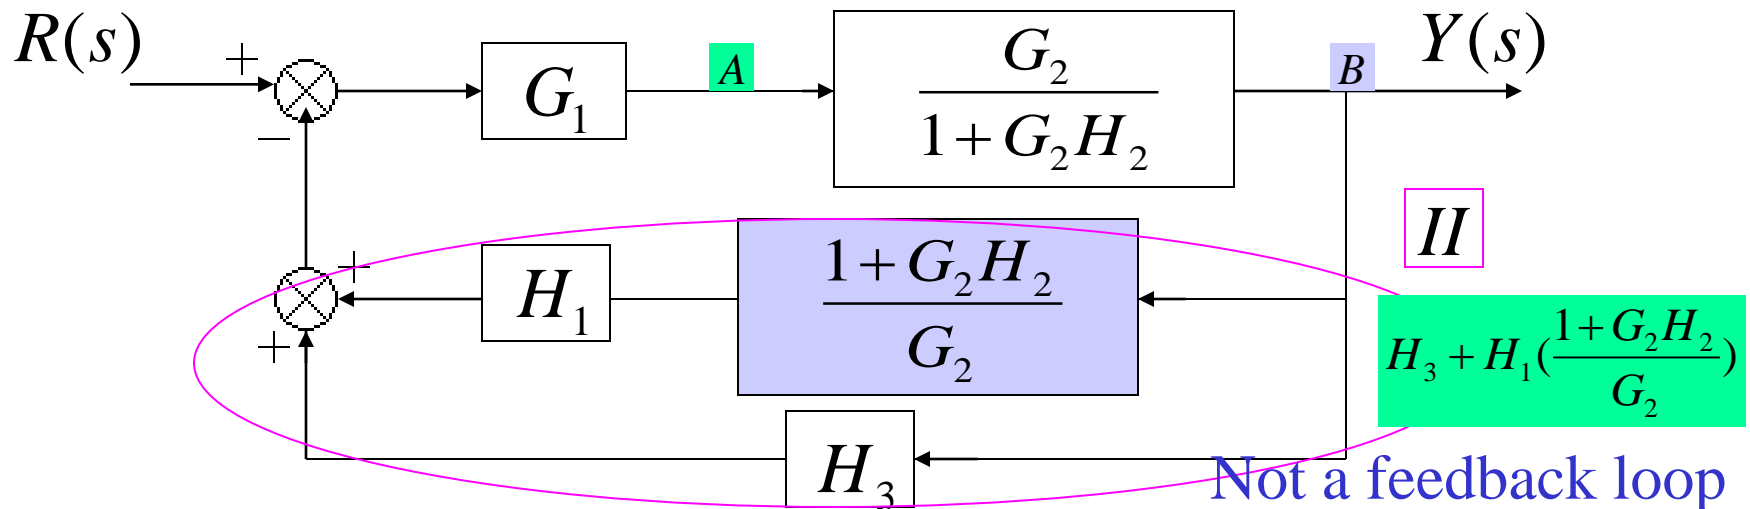 R(s)
+
−
G₁
A
G₂
1+G₂H₂
B
Y(s)
II
+
+
H₁
1+G₂H₂
G₂
H₃+H₁(1+G₂H₂
G₂)
H₃
Not a feedback loop